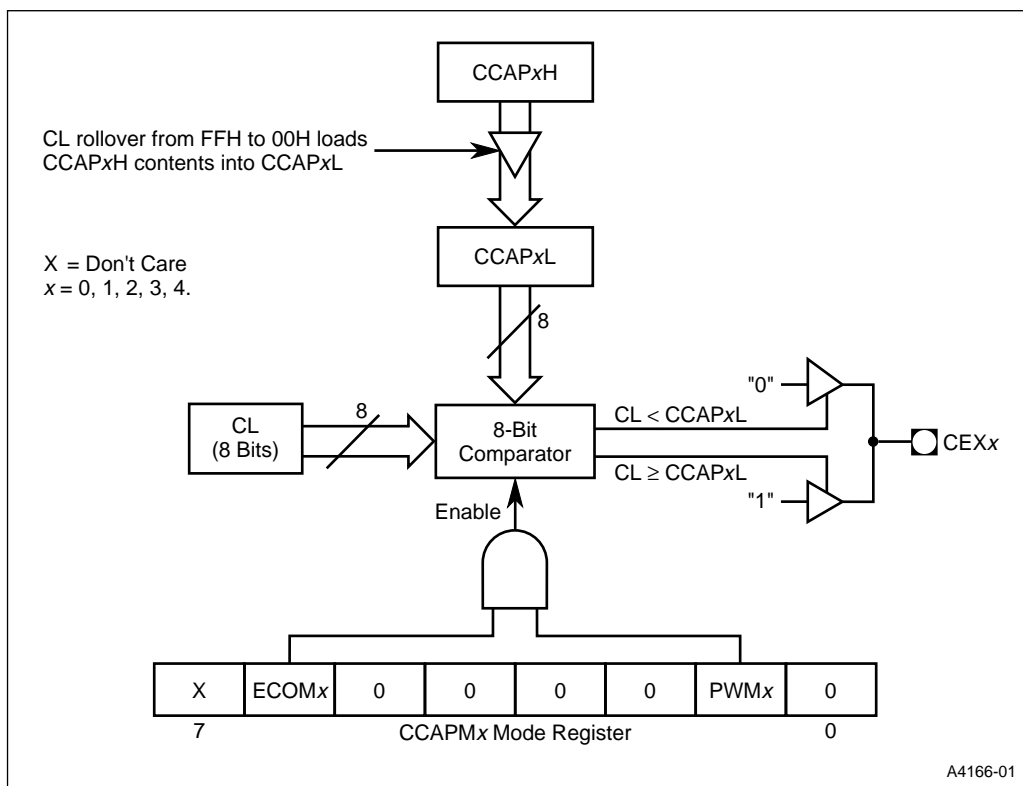 CCAPxH
CL rollover from FFH to 00H loads
CCAPxH contents into CCAPxL
CCAPxL
X = Don't Care
x = 0, 1, 2, 3, 4.
8
"0"
CL < CCAPxL
8
CL
(8 Bits)
8-Bit
Comparator
CEXx
CL ≥ CCAPxL
"1"
Enable
X ECOMx 0 0 0 0 PWMx 0
7 CCAPMx Mode Register 0
A4166-01